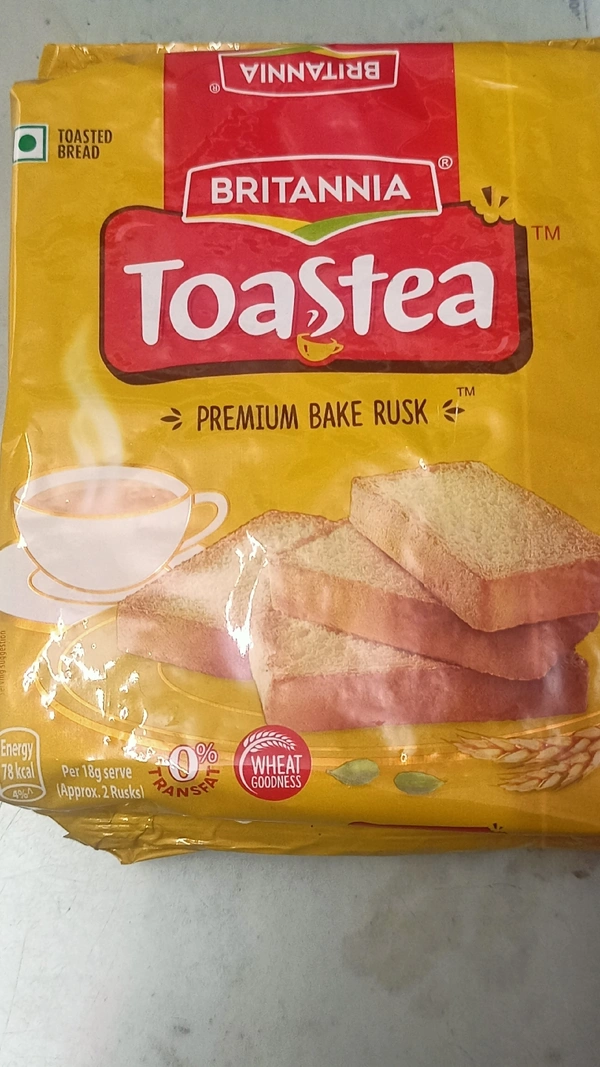 BRITANNIA
®
TOASTED
BREAD
BRITANNIA®
Toastea
TM
PREMIUM BAKE RUSK TM
Energy
78 kcal
4%^
Per 18g serve
(Approx. 2 Rusks)
0%
TRANSFAT
WHEAT
GOODNESS